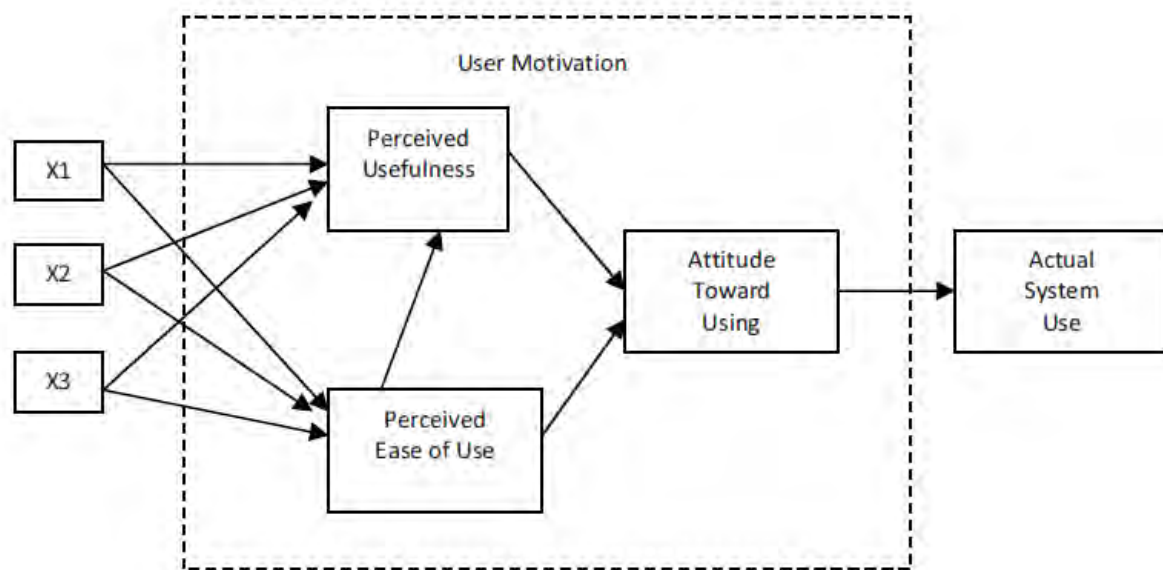 User Motivation
X1
X2
X3
Perceived
Usefulness
Perceived
Ease of Use
Attitude
Toward
Using
Actual
System
Use